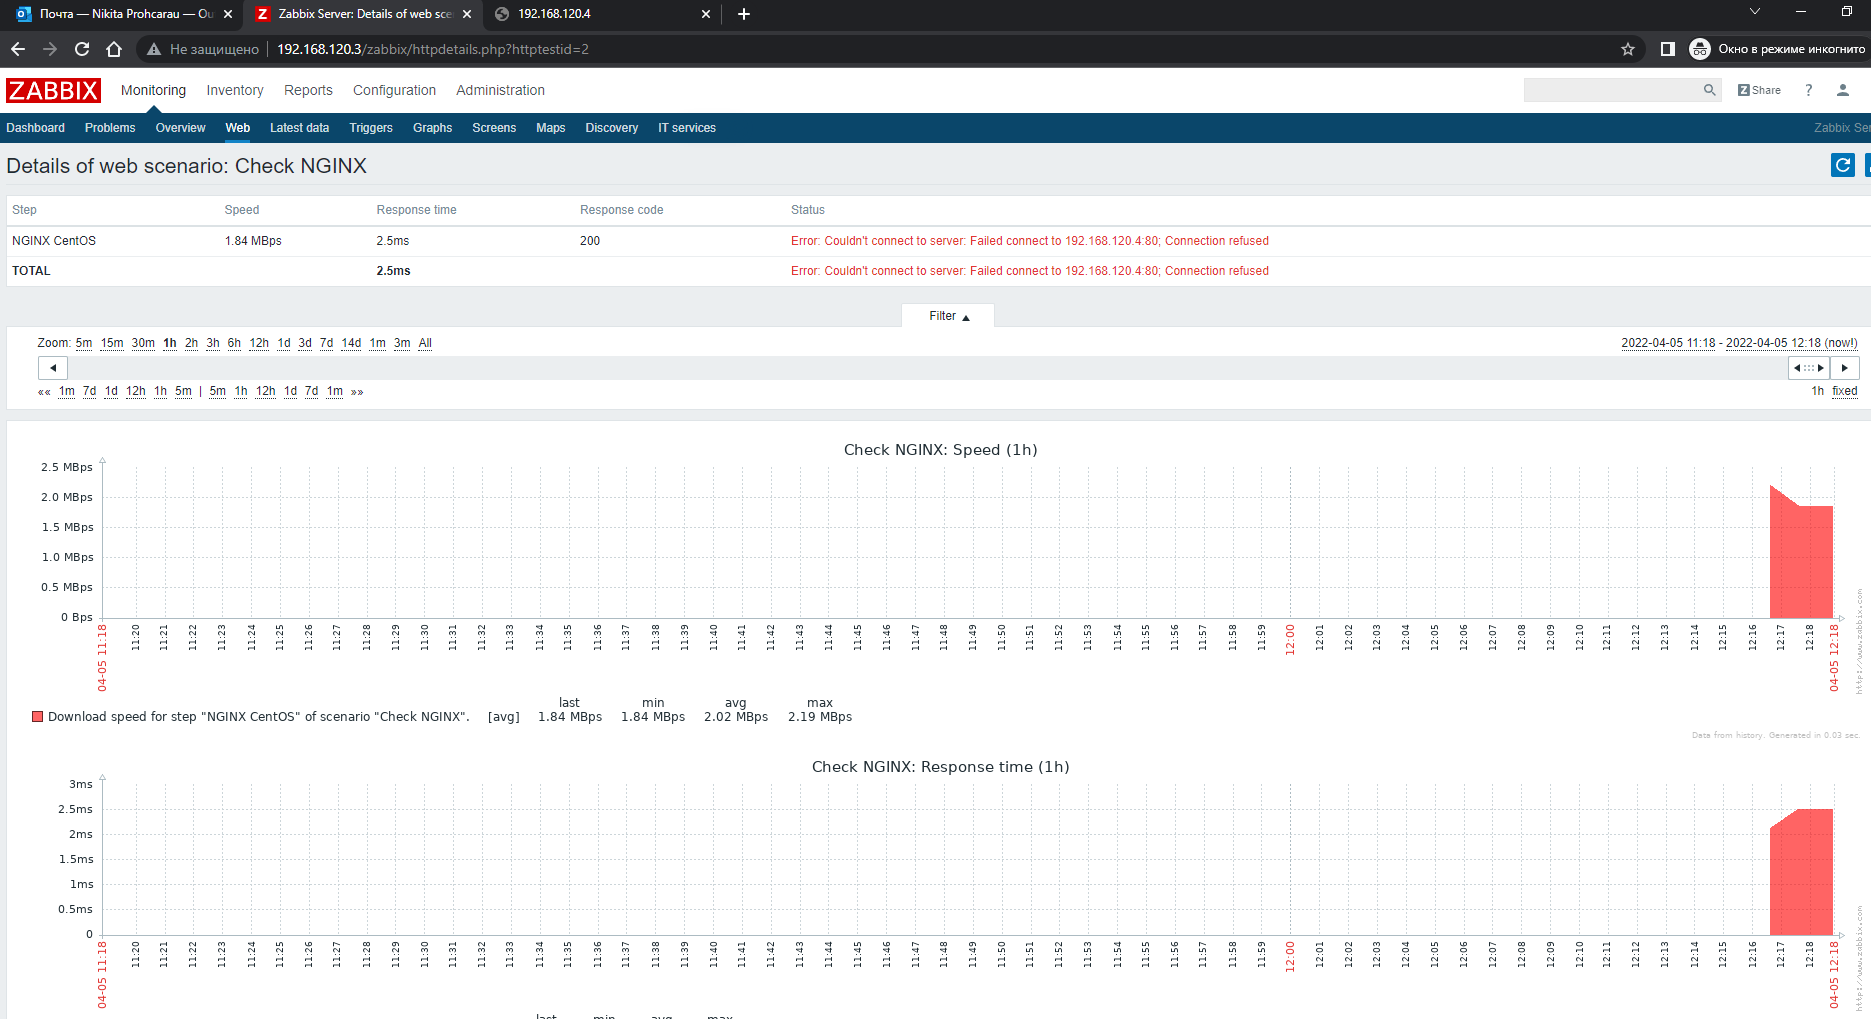 Почта — Nikita Prohcarau — Ou
Zabbix Server: Details of web sce
192.168.120.4
Не защищено
192.168.120.3/zabbix/httpdetails.php?httptestid=2
Окно в режиме инкогнито
ZABBIX Monitoring Inventory Reports Configuration Administration
Z Share ?
Dashboard Problems Overview Web Latest data Triggers Graphs Screens Maps Discovery IT services
Zabbix Ser
Details of web scenario: Check NGINX
Step Speed Response time Response code Status
NGINX CentOS 1.84 MBps 2.5ms 200 Error: Couldn't connect to server: Failed connect to 192.168.120.4:80; Connection refused
TOTAL 2.5ms Error: Couldn't connect to server: Failed connect to 192.168.120.4:80; Connection refused
Filter ▲
Zoom: 5m 15m 30m 1h 2h 3h 6h 12h 1d 3d 7d 14d 1m 3m All
2022-04-05 11:18 - 2022-04-05 12:18 (now!)
«« 1m 7d 1d 12h 1h 5m | 5m 1h 12h 1d 7d 1m »»
1h fixed
Check NGINX: Speed (1h)
2.5 MBps
2.0 MBps
1.5 MBps
1.0 MBps
0.5 MBps
0 Bps
04-05 11:18 11:20 11:21 11:22 11:23 11:24 11:25 11:26 11:27 11:28 11:29 11:30 11:31 11:32 11:33 11:34 11:35 11:36 11:37 11:38 11:39 11:40 11:41 11:42 11:43 11:44 11:45 11:46 11:47 11:48 11:49 11:50 11:51 11:52 11:53 11:54 11:55 11:56 11:57 11:58 11:59 12:00 12:01 12:02 12:03 12:04 12:05 12:06 12:07 12:08 12:09 12:10 12:11 12:12 12:13 12:14 12:15 12:16 12:17 12:18 04-05 12:18
http://www.zabbix.com
last min avg max
Download speed for step "NGINX CentOS" of scenario "Check NGINX". [avg] 1.84 MBps 1.84 MBps 2.02 MBps 2.19 MBps
Data from history. Generated in 0.03 sec.
Check NGINX: Response time (1h)
3ms
2.5ms
2ms
1.5ms
1ms
0.5ms
0
04-05 11:18 11:20 11:21 11:22 11:23 11:24 11:25 11:26 11:27 11:28 11:29 11:30 11:31 11:32 11:33 11:34 11:35 11:36 11:37 11:38 11:39 11:40 11:41 11:42 11:43 11:44 11:45 11:46 11:47 11:48 11:49 11:50 11:51 11:52 11:53 11:54 11:55 11:56 11:57 11:58 11:59 12:00 12:01 12:02 12:03 12:04 12:05 12:06 12:07 12:08 12:09 12:10 12:11 12:12 12:13 12:14 12:15 12:16 12:17 12:18 04-05 12:18
http://www.zabbix.com
last min avg max